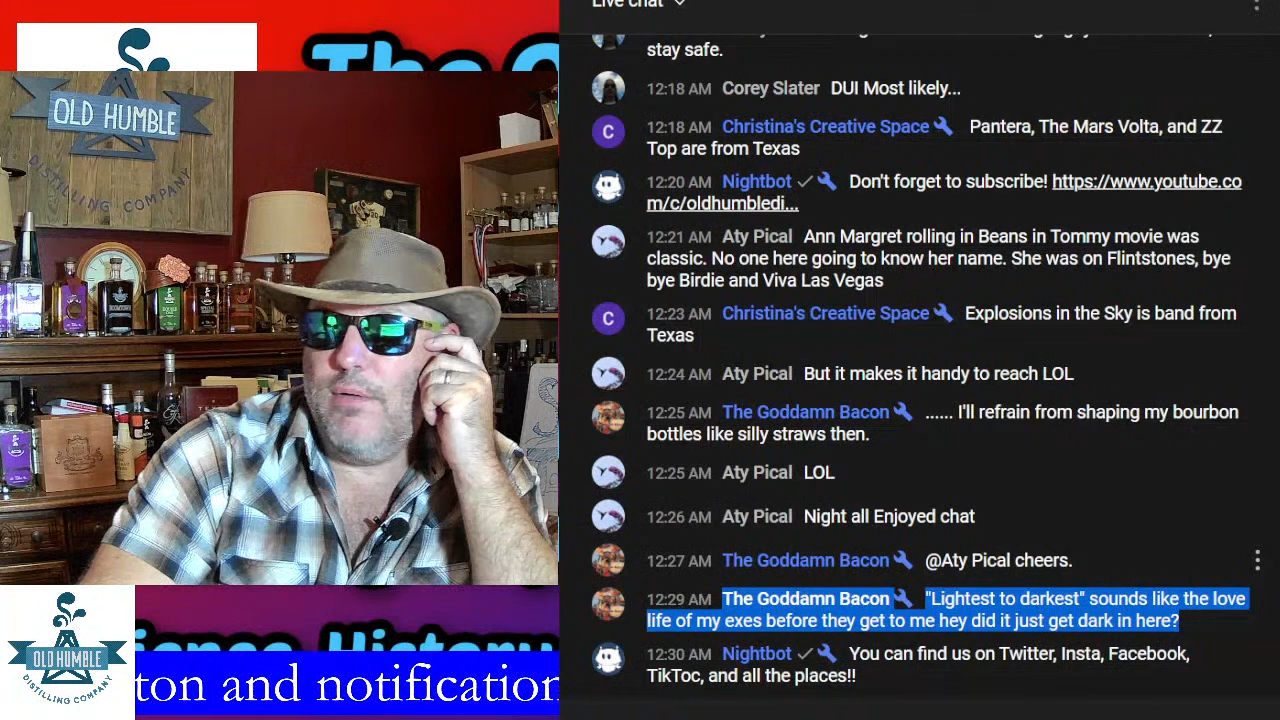 The
OLD HUMBLE
DISTILLING COMPANY
Live chat
stay safe.
12:18 AM Corey Slater DUI Most likely...
C
12:18 AM Christina's Creative Space Pantera, The Mars Volta, and ZZ
Top are from Texas
12:20 AM Nightbot Don't forget to subscribe! https://www.youtube.co
m/c/oldhumbledi...
12:21 AM Aty Pical Ann Margret rolling in Beans in Tommy movie was
classic. No one here going to know her name. She was on Flintstones, bye
bye Birdie and Viva Las Vegas
C
12:23 AM Christina's Creative Space Explosions in the Sky is band from
Texas
12:24 AM Aty Pical But it makes it handy to reach LOL
12:25 AM The Goddamn Bacon ...... I'll refrain from shaping my bourbon
bottles like silly straws then.
12:25 AM Aty Pical LOL
12:26 AM Aty Pical Night all Enjoyed chat
12:27 AM The Goddamn Bacon @Aty Pical cheers.
12:29 AM The Goddamn Bacon "Lightest to darkest" sounds like the love
life of my exes before they get to me hey did it just get dark in here?
12:30 AM Nightbot You can find us on Twitter, Insta, Facebook,
TikToc, and all the places!!
ience History
OLD HUMBLE
DISTILLING COMPANY
ton and notification